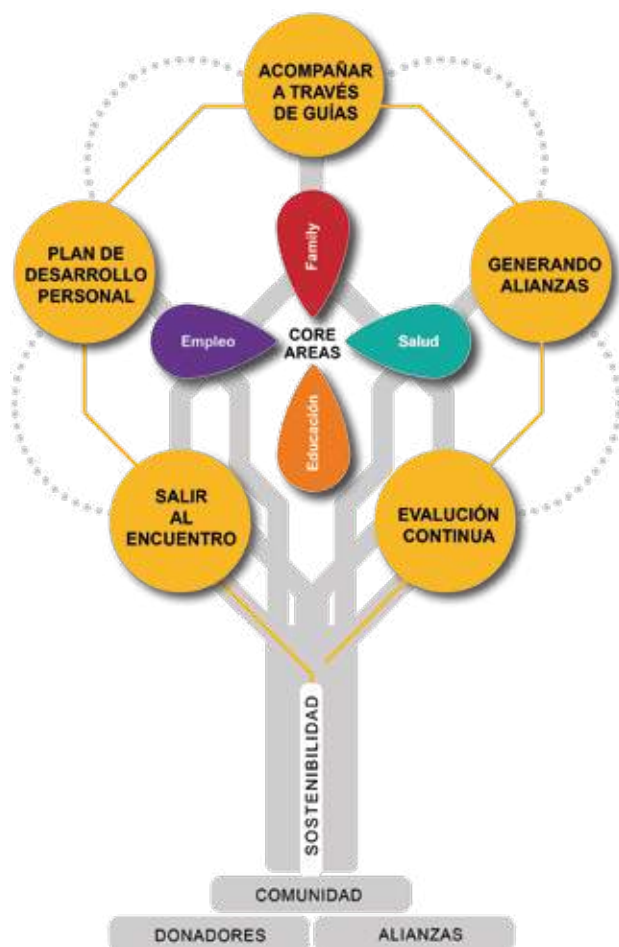 ACOMPAÑAR
A TRAVÉS
DE GUÍAS
PLAN DE
DESARROLLO
PERSONAL
GENERANDO
ALIANZAS
Family
Empleo
CORE
AREAS
Salud
Educación
SALIR
AL
ENCUENTRO
EVALUCIÓN
CONTINUA
SOSTENIBILIDAD
COMUNIDAD
DONADORES
ALIANZAS